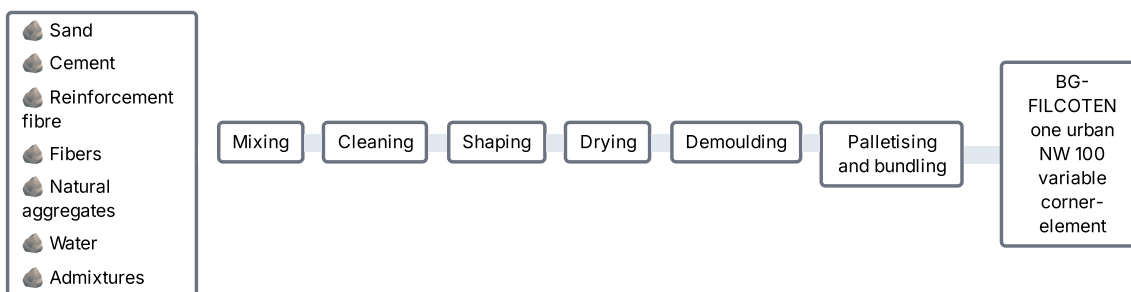 Sand
Cement
Reinforcement
fibre
Fibers
Natural
aggregates
Water
Admixtures
Mixing
Cleaning
Shaping
Drying
Demoulding
Palletising
and bundling
BG-
FILCOTEN
one urban
NW 100
variable
corner-
element